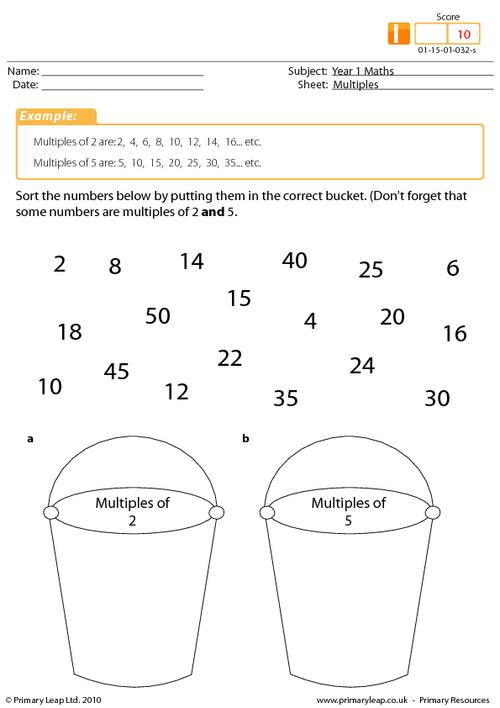 Score
10
01-15-01-032-s
Name:
Subject: Year 1 Maths
Date:
Sheet: Multiples
Example:
Multiples of 2 are:2, 4, 6, 8, 10, 12, 14, 16... etc.
Multiples of 5 are: 5, 10, 15, 20, 25, 30, 35... etc.
Sort the numbers below by putting them in the correct bucket. (Don't forget that
some numbers are multiples of 2 and 5.
2 8 14 40 25 6
50 15 4 20
18 16
45 22 24
10 12 35 30
a
b
Multiples of
2
Multiples of
5
© Primary Leap Ltd. 2010
www.primaryleap.co.uk - Primary Resources